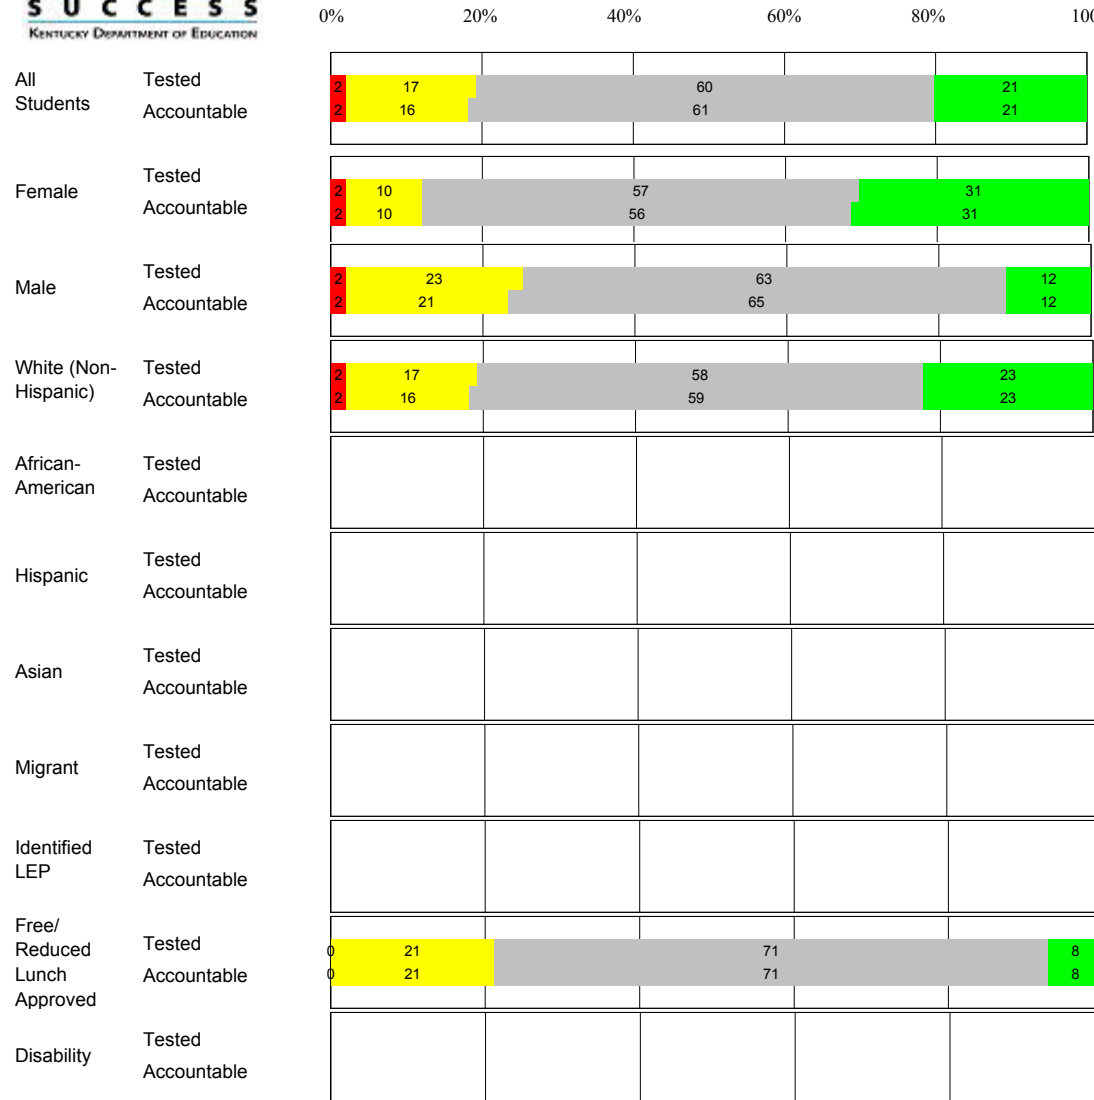 SUCCESS
KENTUCKY DEPARTMENT OF EDUCATION
0% 20% 40% 60% 80% 100
All
Students
Tested 2 17 60 21
Accountable 2 16 61 21
Female
Tested 2 10 57 31
Accountable 2 10 56 31
Male
Tested 2 23 63 12
Accountable 2 21 65 12
White (Non-
Hispanic)
Tested 2 17 58 23
Accountable 2 16 59 23
African-
American
Tested
Accountable
Hispanic
Tested
Accountable
Asian
Tested
Accountable
Migrant
Tested
Accountable
Identified
LEP
Tested
Accountable
Free/
Reduced
Lunch
Approved
Tested 0 21 71 8
Accountable 0 21 71 8
Disability
Tested
Accountable